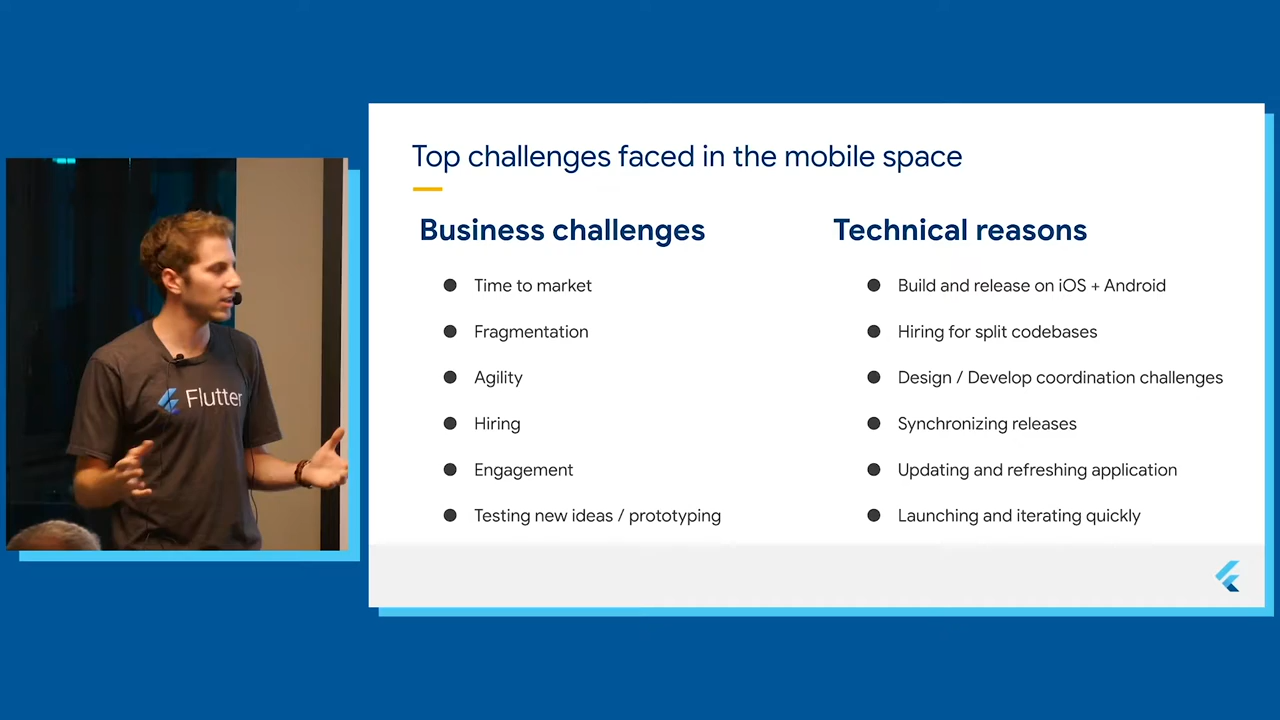 Top challenges faced in the mobile space
Business challenges
Time to market
Fragmentation
Agility
Hiring
Engagement
Testing new ideas / prototyping
Technical reasons
Build and release on iOS + Android
Hiring for split codebases
Design / Develop coordination challenges
Synchronizing releases
Updating and refreshing application
Launching and iterating quickly
Flutter